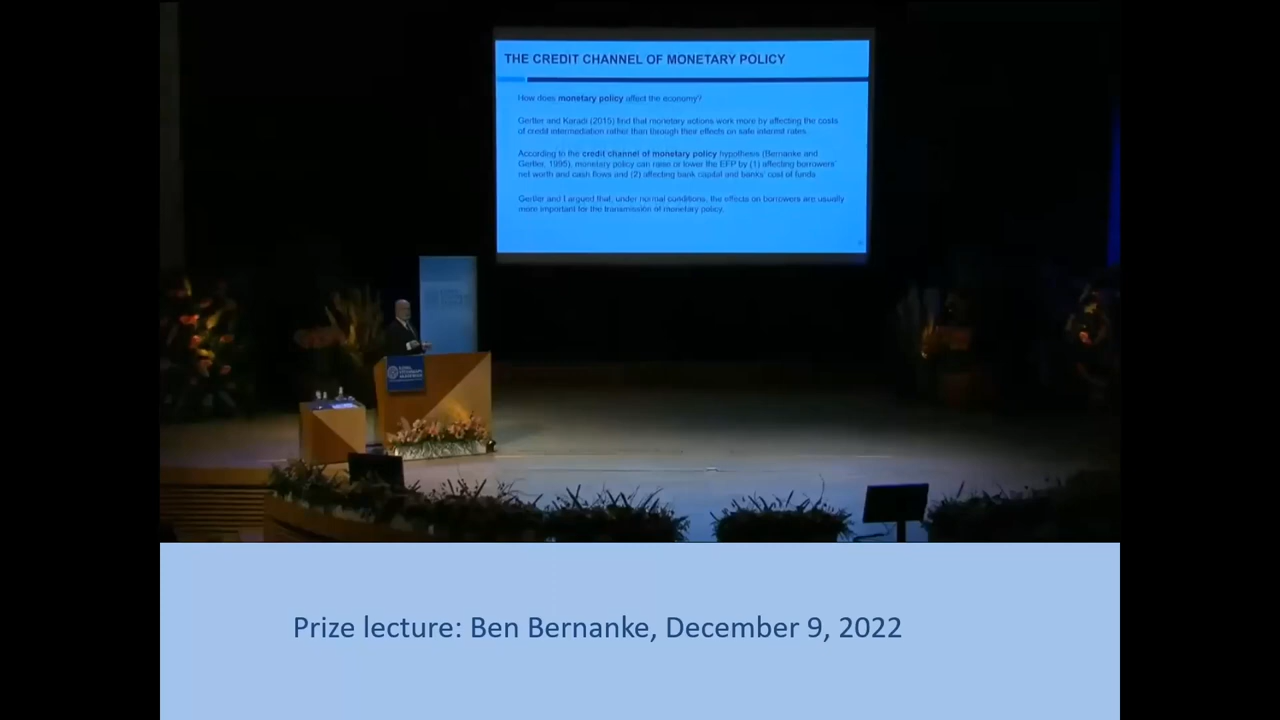 THE CREDIT CHANNEL OF MONETARY POLICY
How does monetary policy affect the economy?
Gertler and Karadi (2015) find that monetary actions work more by affecting the costs
of credit intermediation rather than through their effects on safe interest rates.
According to the credit channel of monetary policy hypothesis (Bernanke and
Gertler, 1995), monetary policy can raise or lower the EFP by (1) affecting borrowers'
net worth and cash flows and (2) affecting bank capital and banks' cost of funds.
Gertler and I argued that, under normal conditions, the effects on borrowers are usually
more important for the transmission of monetary policy.
Prize lecture: Ben Bernanke, December 9, 2022